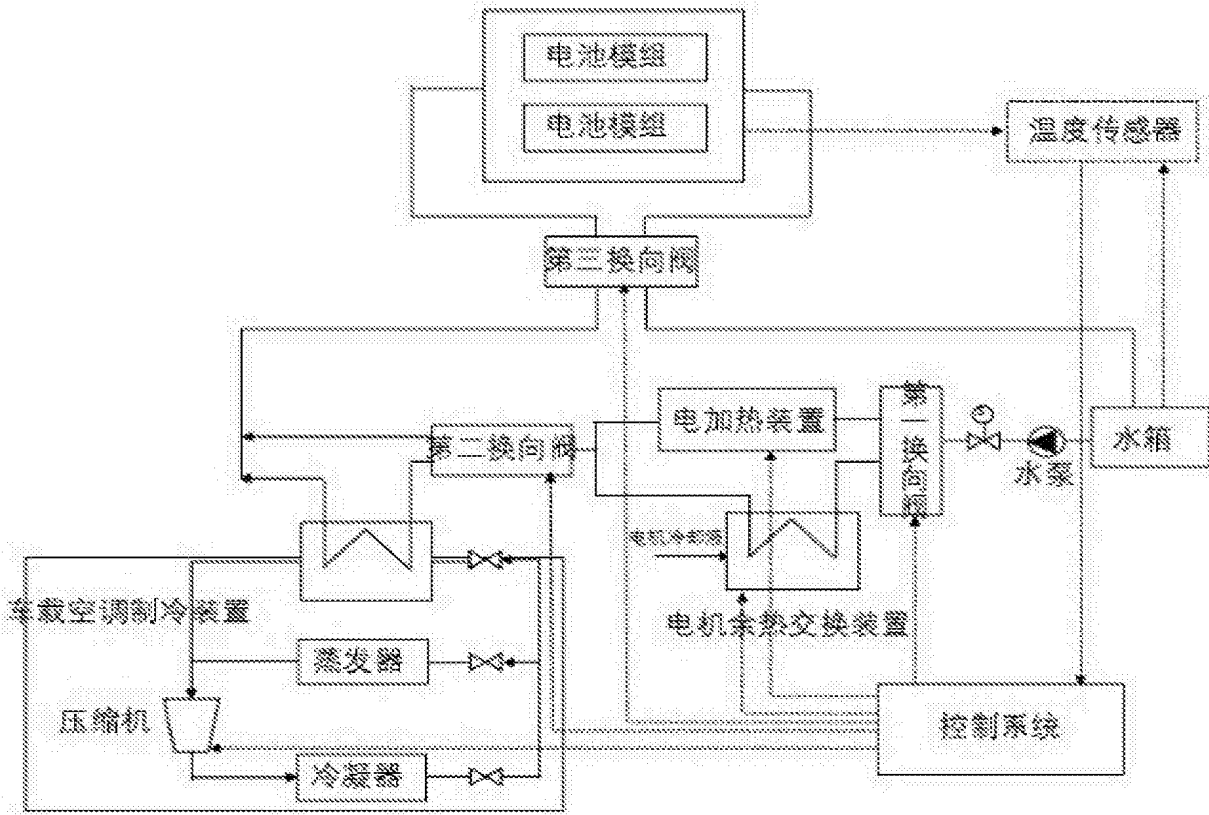 电池模组
电池模组
温度传感器
第三换向阀
电加热装置
第一换向阀
第二换向阀
水箱
水泵
电机冷却液
车载空调制冷装置
电机余热交换装置
蒸发器
压缩机
控制系统
冷凝器